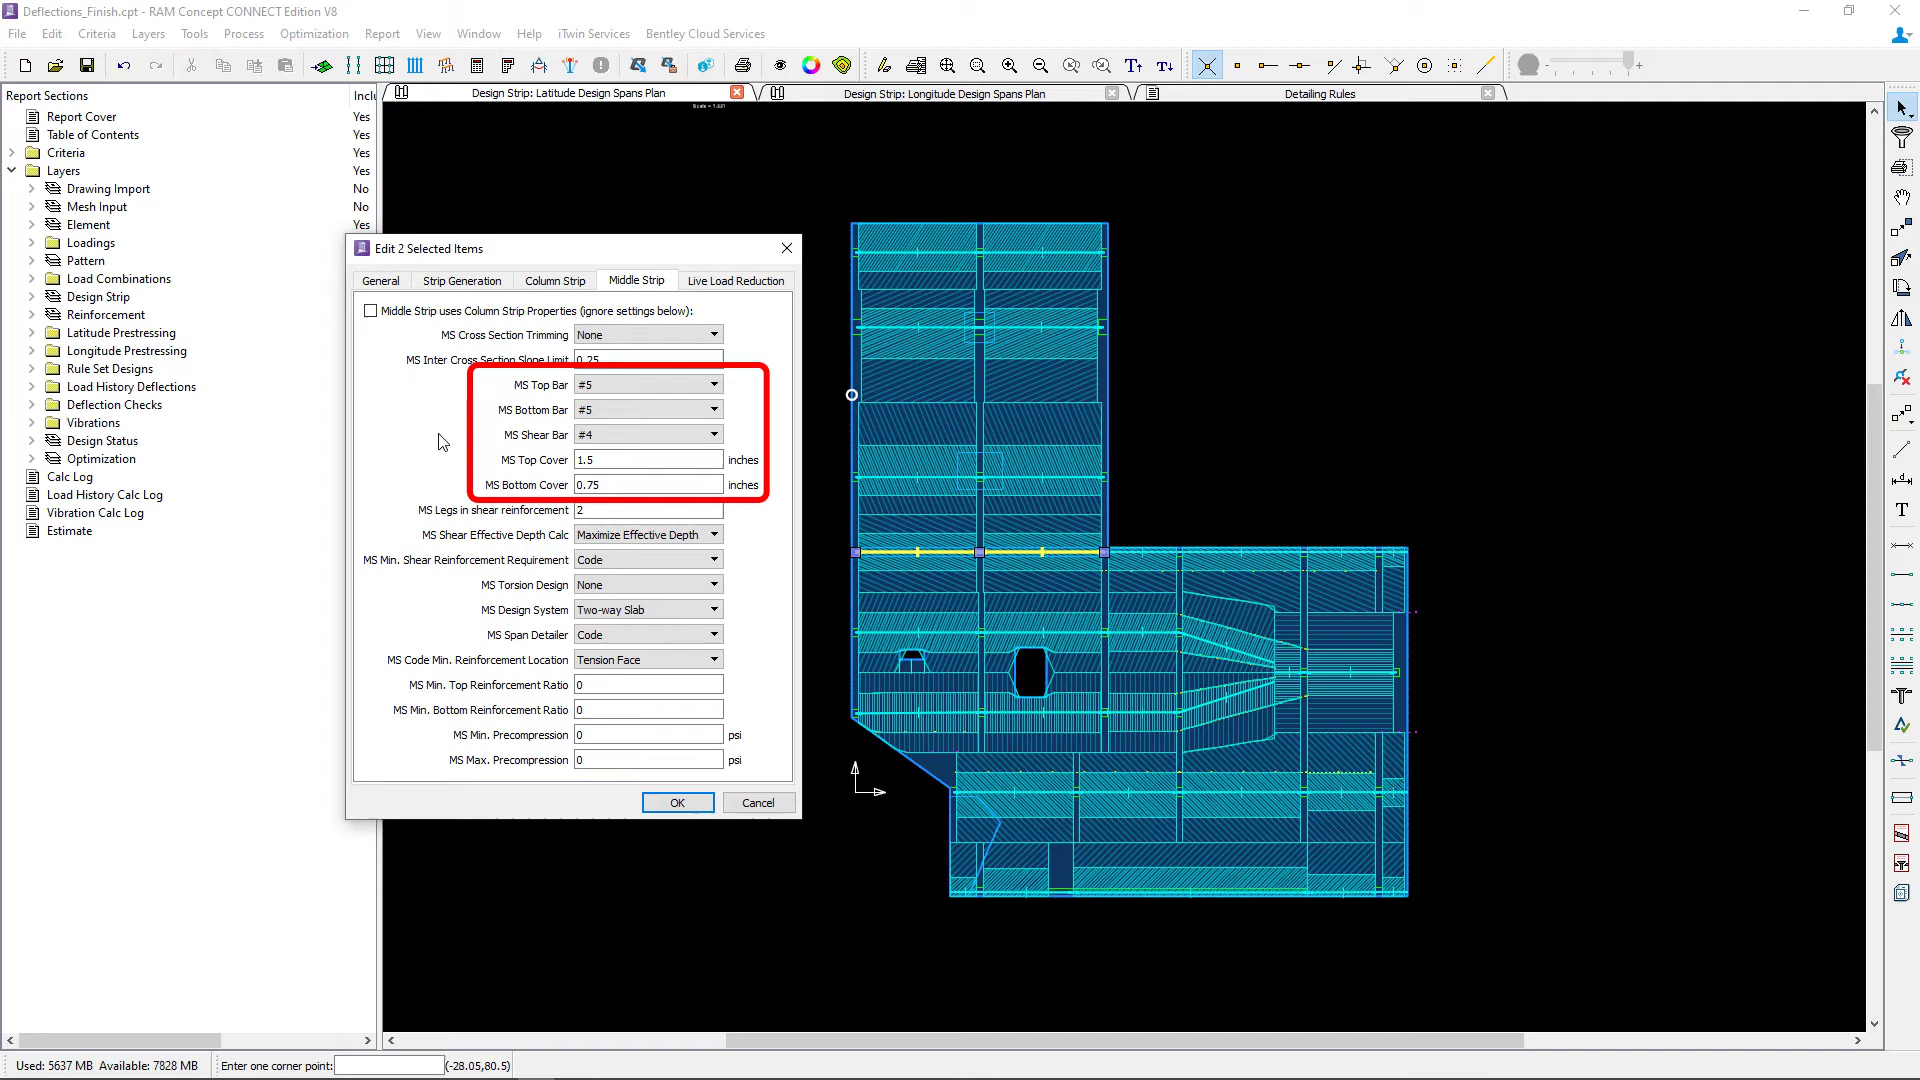 Deflections_Finish.cpt - RAM Concept CONNECT Edition V8
File Edit Criteria Layers Tools Process Optimization Report View Window Help iTwin Services Bentley Cloud Services
Report Sections Inclu
Report Cover Yes
Table of Contents Yes
Criteria Yes
Layers Yes
Drawing Import No
Mesh Input No
Element Yes
Loadings
Pattern
Load Combinations
Design Strip
Reinforcement
Latitude Prestressing
Longitude Prestressing
Rule Set Designs
Load History Deflections
Deflection Checks
Vibrations
Design Status
Optimization
Calc Log
Load History Calc Log
Vibration Calc Log
Estimate
Design Strip: Latitude Design Spans Plan
Design Strip: Longitude Design Spans Plan
Detailing Rules
Edit 2 Selected Items
General Strip Generation Column Strip Middle Strip Live Load Reduction
Middle Strip uses Column Strip Properties (ignore settings below):
MS Cross Section Trimming None
MS Inter Cross Section Slope Limit 0.25
MS Top Bar #5
MS Bottom Bar #5
MS Shear Bar #4
MS Top Cover 1.5 inches
MS Bottom Cover 0.75 inches
MS Legs in shear reinforcement 2
MS Shear Effective Depth Calc Maximize Effective Depth
MS Min. Shear Reinforcement Requirement Code
MS Torsion Design None
MS Design System Two-way Slab
MS Span Detailer Code
MS Code Min. Reinforcement Location Tension Face
MS Min. Top Reinforcement Ratio 0
MS Min. Bottom Reinforcement Ratio 0
MS Min. Precompression 0 psi
MS Max. Precompression 0 psi
OK Cancel
Used: 5637 MB Available: 7828 MB Enter one corner point: (-28.05,80.5)